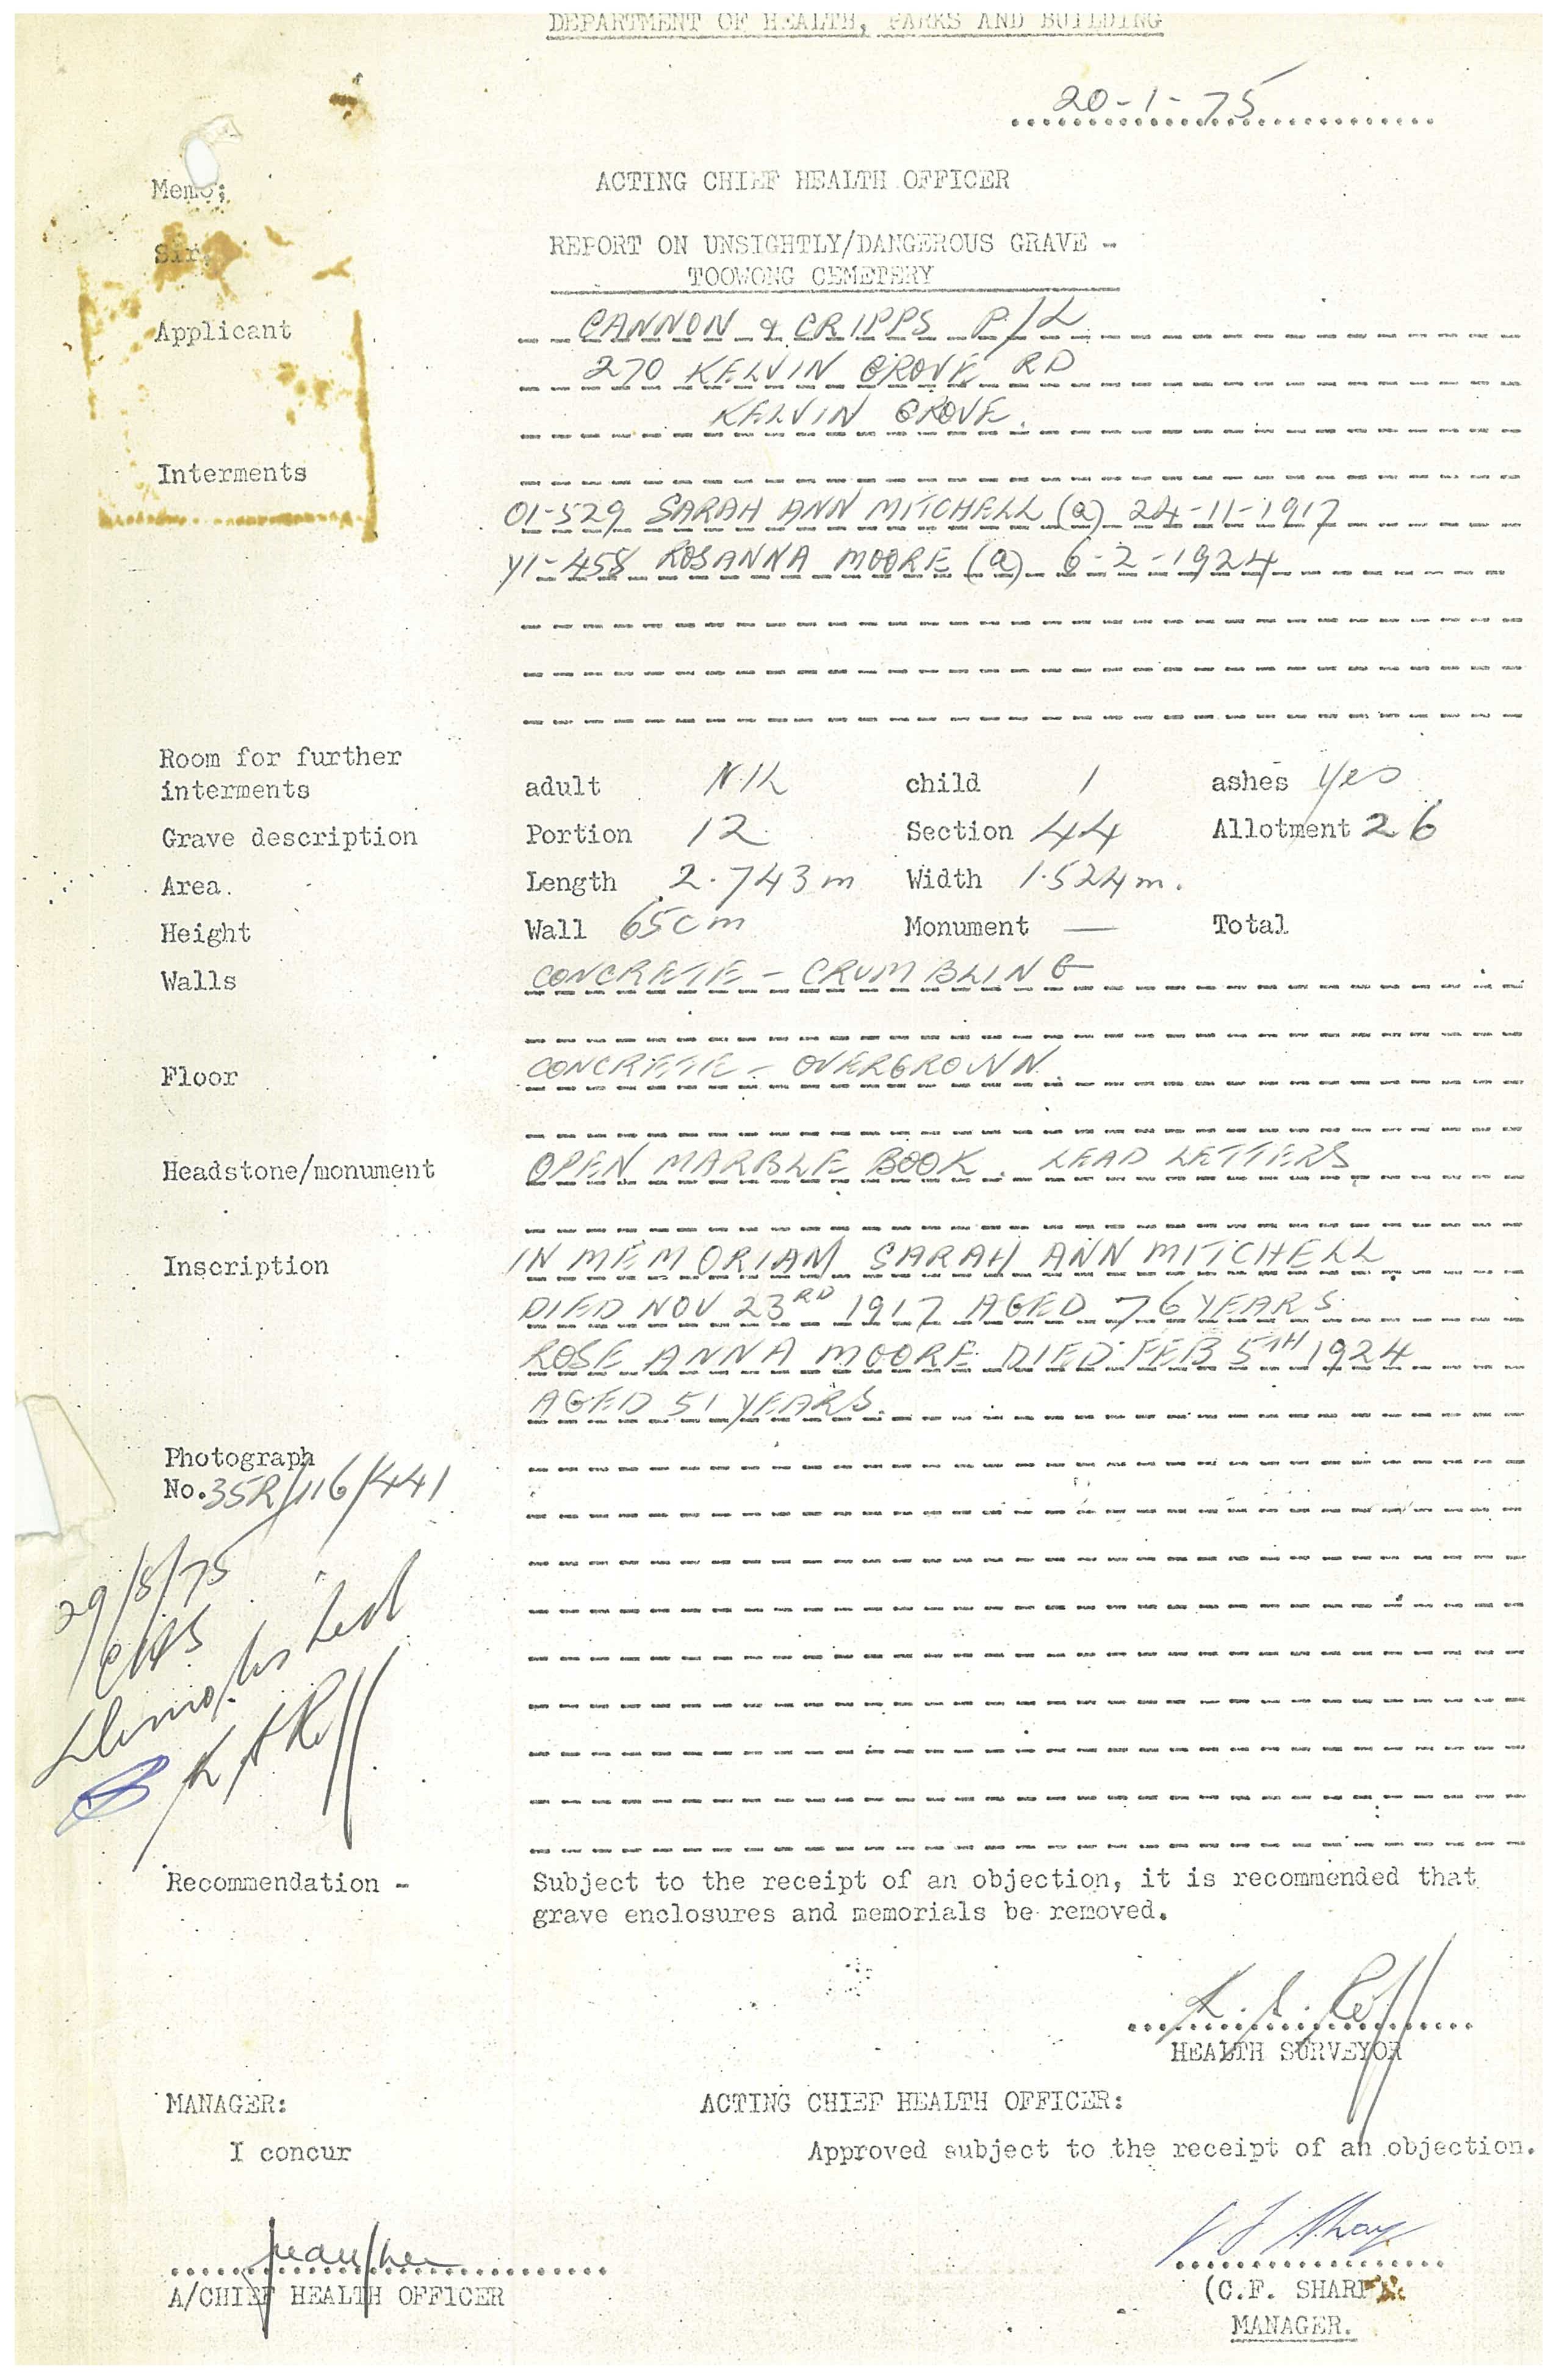 DEPARTMENT OF HEALTH, PARKS AND BUILDING
20-1-75
Memo;
ACTING CHIEF HEALTH OFFICER
Sir,
REPORT ON UNSIGHTLY/DANGEROUS GRAVE -
TOOWONG CEMETERY
Applicant CANNON & CRIPPS P/L
270 KELVIN GROVE RD
KELVIN GROVE.
Interments
01-529 SARAH ANN MITCHELL (a) 24-11-1917
Y1-458 ROSANNA MOORE (a) 6-2-1924
Room for further
interments adult NIL child 1 ashes yes
Grave description Portion 12 Section 44 Allotment 26
Area. Length 2.743m Width 1.524m.
Height Wall 65cm Monument — Total
Walls CONCRETE - CRUMBLING
Floor CONCRETE - OVERGROWN.
Headstone/monument OPEN MARBLE BOOK. LEAD LETTERS
Inscription IN MEMORIAM SARAH ANN MITCHELL
DIED NOV 23RD 1917 AGED 76 YEARS
ROSE ANNA MOORE DIED FEB 5TH 1924
AGED 51 YEARS.
Photograph
No. 35R/116/441
29/8/75
Recommendation - Subject to the receipt of an objection, it is recommended that
grave enclosures and memorials be removed.
HEALTH SURVEYOR
MANAGER: ACTING CHIEF HEALTH OFFICER:
I concur Approved subject to the receipt of an objection.
A/CHIEF HEALTH OFFICER (C.F. SHARPE)
MANAGER.